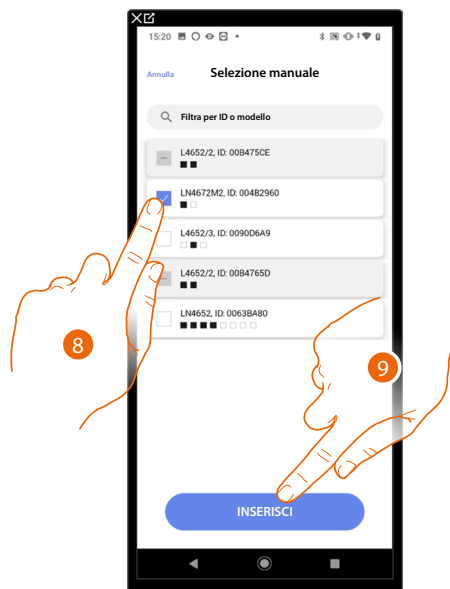 15:20
Annulla
Selezione manuale
Filtra per ID o modello
L4652/2, ID: 00B475CE
LN4672M2, ID: 004B2960
L4652/3, ID: 0090D6A9
L4652/2, ID: 00B4765D
LN4652, ID: 0063BA80
8
9
INSERISCI